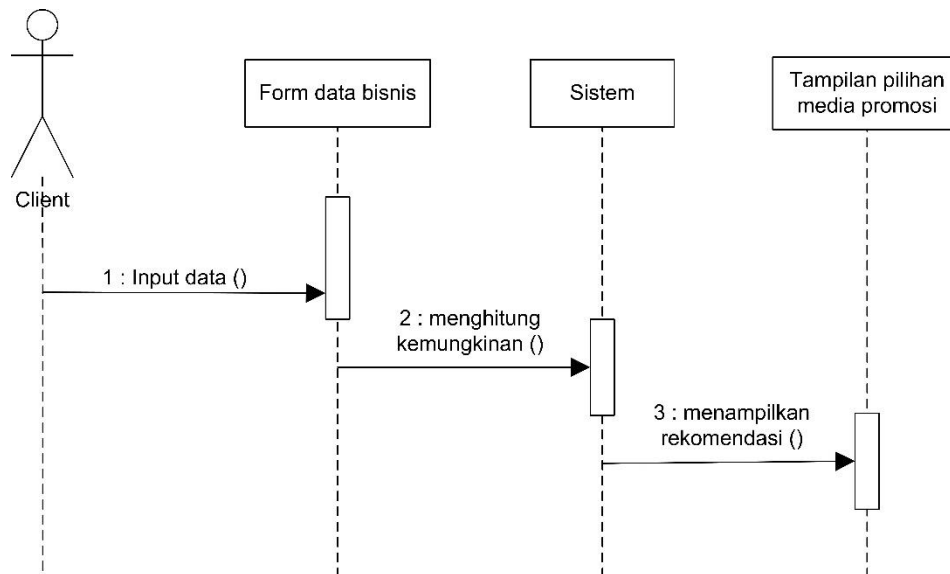 Client
Form data bisnis
Sistem
Tampilan pilihan
media promosi
1 : Input data ()
2 : menghitung
kemungkinan ()
3 : menampilkan
rekomendasi ()